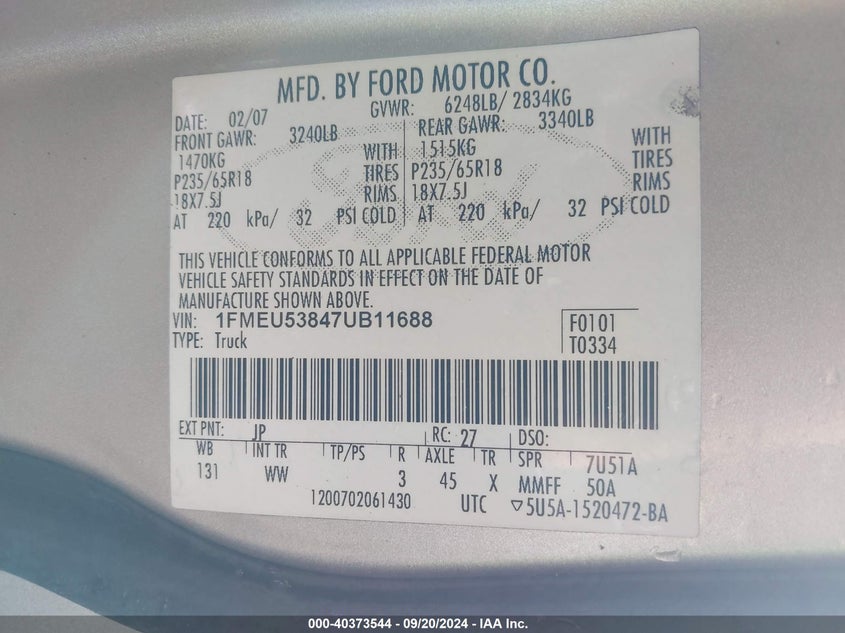 MFD. BY FORD MOTOR CO.
DATE: 02/07 GVWR: 6248LB/ 2834KG
FRONT GAWR: 3240LB REAR GAWR: 3340LB
1470KG WITH 1515KG WITH
P235/65R18 TIRES P235/65R18 TIRES
18X7.5J RIMS 18X7.5J RIMS
AT 220 kPa/ 32 PSI COLD AT 220 kPa/ 32 PSI COLD
THIS VEHICLE CONFORMS TO ALL APPLICABLE FEDERAL MOTOR
VEHICLE SAFETY STANDARDS IN EFFECT ON THE DATE OF
MANUFACTURE SHOWN ABOVE.
VIN: 1FMEU53847UB11688 F0101
TYPE: Truck T0334
EXT PNT: JP RC: 27 DSO:
WB INT TR TP/PS R AXLE TR SPR 7U51A
131 WW 3 45 X MMFF 50A
1200702061430 UTC ▽5U5A-1520472-BA
000-40373544 - 09/20/2024 - IAA Inc.